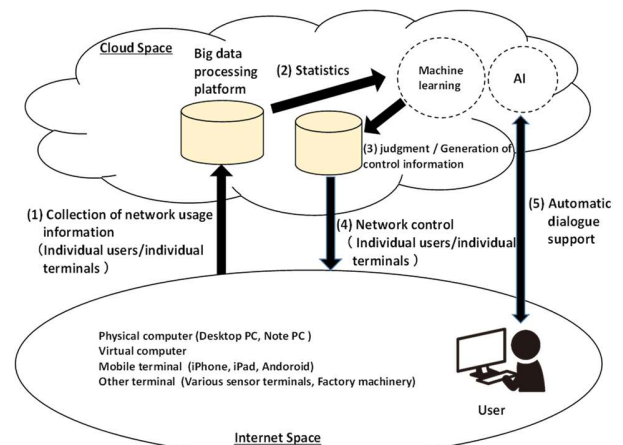 Cloud Space
Big data
processing
platform
(2) Statistics
Machine
learning
AI
(3) judgment / Generation of
control information
(1) Collection of network usage
information
(Individual users/individual
terminals )
(4) Network control
( Individual users/individual
terminals )
(5) Automatic
dialogue
support
Physical computer (Desktop PC, Note PC )
Virtual computer
Mobile terminal (iPhone, iPad, Andoroid)
Other terminal (Various sensor terminals, Factory machinery)
User
Internet Space